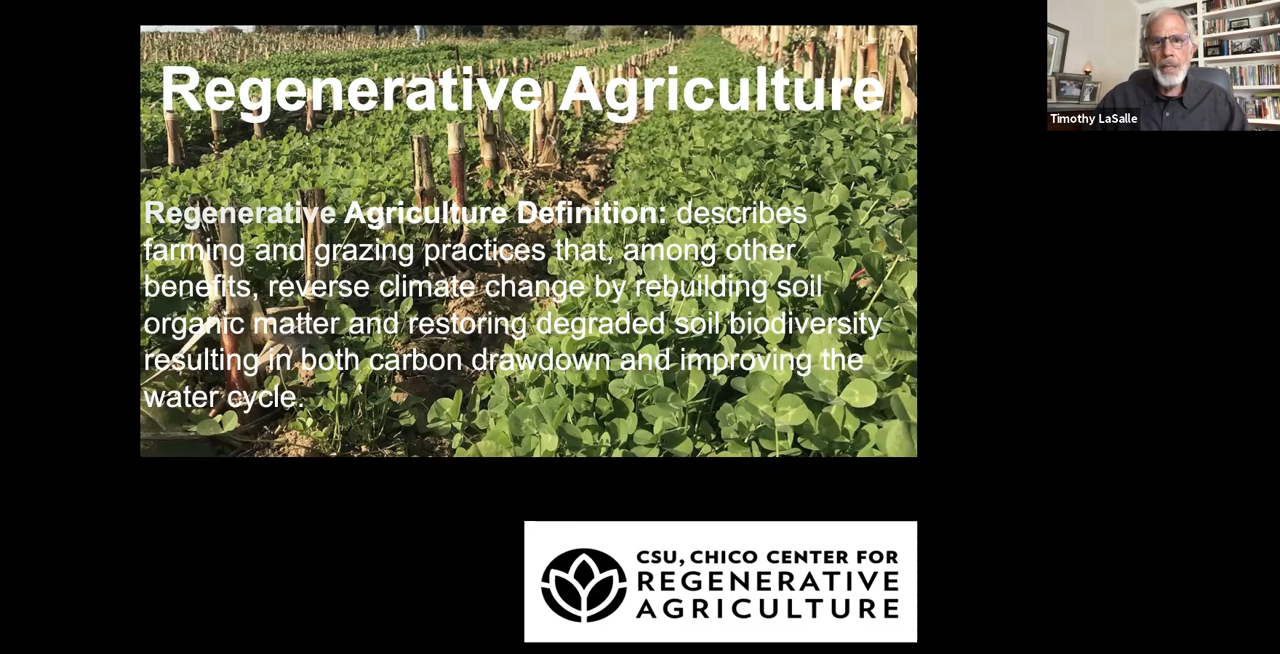 Regenerative Agriculture
Timothy LaSalle
Regenerative Agriculture Definition: describes
farming and grazing practices that, among other
benefits, reverse climate change by rebuilding soil
organic matter and restoring degraded soil biodiversity
resulting in both carbon drawdown and improving the
water cycle.
CSU, CHICO CENTER FOR
REGENERATIVE
AGRICULTURE